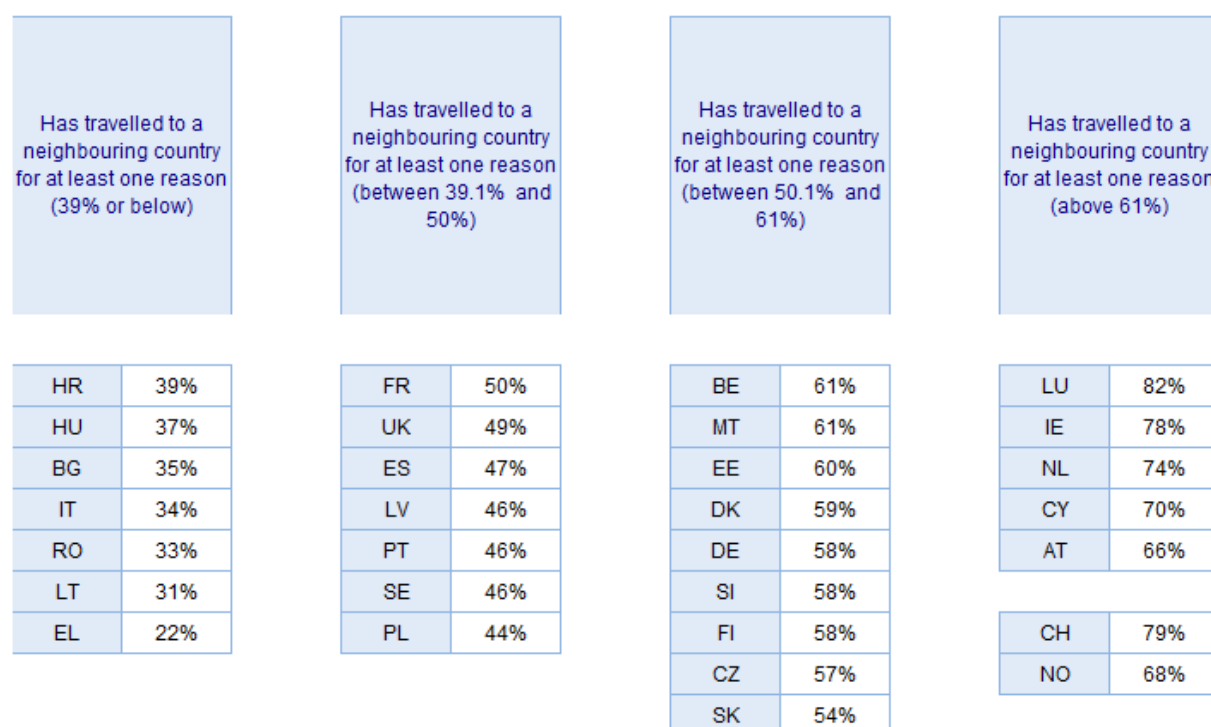 Has travelled to a
neighbouring country
for at least one reason
(39% or below)
HR 39%
HU 37%
BG 35%
IT 34%
RO 33%
LT 31%
EL 22%
Has travelled to a
neighbouring country
for at least one reason
(between 39.1% and
50%)
FR 50%
UK 49%
ES 47%
LV 46%
PT 46%
SE 46%
PL 44%
Has travelled to a
neighbouring country
for at least one reason
(between 50.1% and
61%)
BE 61%
MT 61%
EE 60%
DK 59%
DE 58%
SI 58%
FI 58%
CZ 57%
SK 54%
Has travelled to a
neighbouring country
for at least one reason
(above 61%)
LU 82%
IE 78%
NL 74%
CY 70%
AT 66%
CH 79%
NO 68%